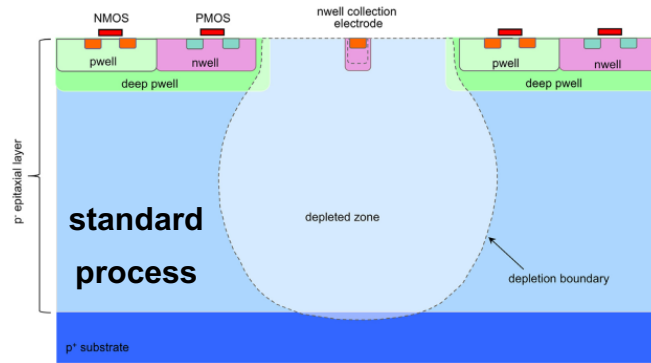 NMOS
PMOS
nwell collection
electrode
pwell
nwell
deep pwell
pwell
nwell
deep pwell
p⁻ epitaxial layer
standard
process
depleted zone
depletion boundary
p⁺ substrate